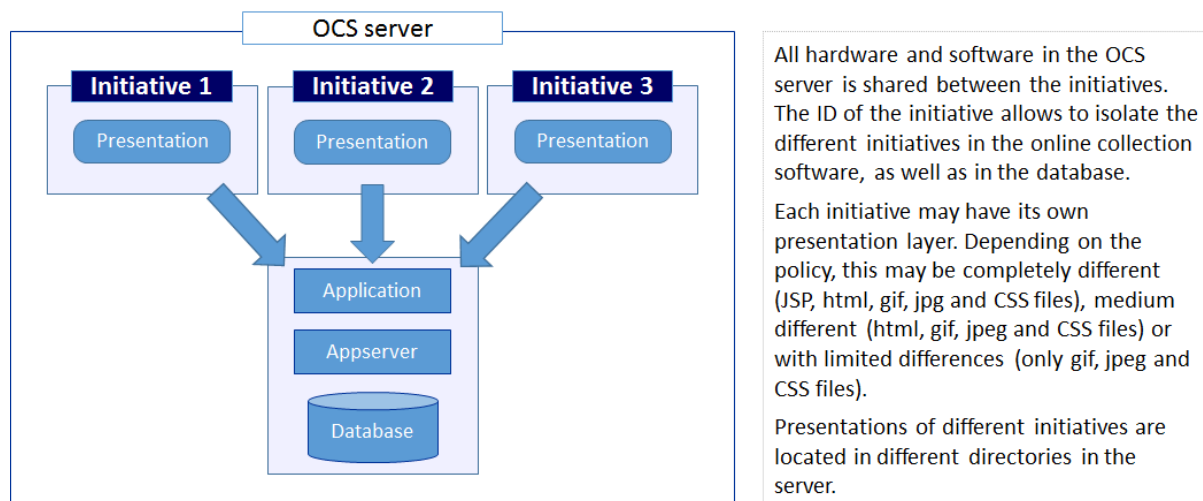 OCS server
Initiative 1
Initiative 2
Initiative 3
Presentation
Presentation
Presentation
Application
Appserver
Database
All hardware and software in the OCS
server is shared between the initiatives.
The ID of the initiative allows to isolate the
different initiatives in the online collection
software, as well as in the database.
Each initiative may have its own
presentation layer. Depending on the
policy, this may be completely different
(JSP, html, gif, jpg and CSS files), medium
different (html, gif, jpeg and CSS files) or
with limited differences (only gif, jpeg and
CSS files).
Presentations of different initiatives are
located in different directories in the
server.